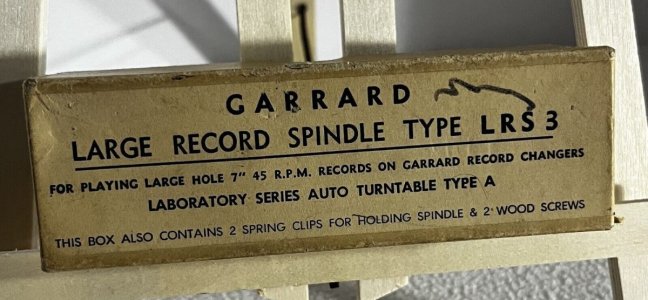 GARRARD
LARGE RECORD SPINDLE TYPE LRS 3
FOR PLAYING LARGE HOLE 7" 45 R.P.M. RECORDS ON GARRARD RECORD CHANGERS
LABORATORY SERIES AUTO TURNTABLE TYPE A
THIS BOX ALSO CONTAINS 2 SPRING CLIPS FOR HOLDING SPINDLE & 2 WOOD SCREWS